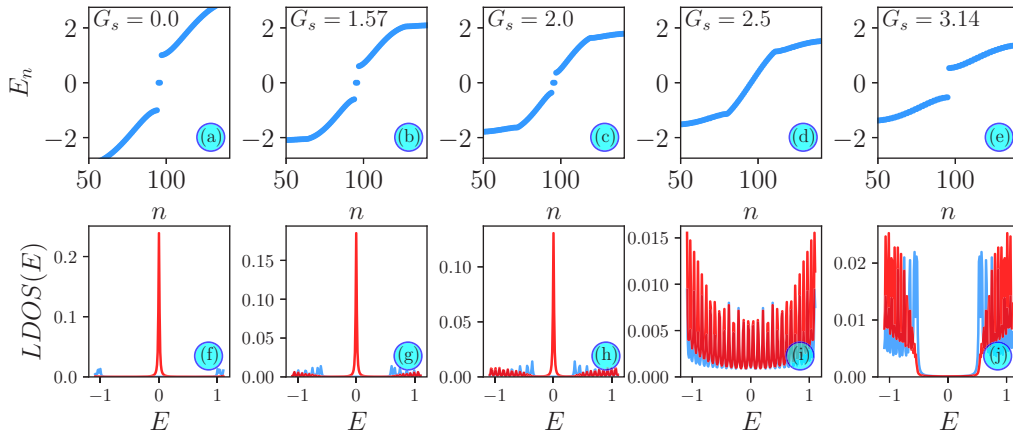 G_s = 0.0
G_s = 1.57
G_s = 2.0
G_s = 2.5
G_s = 3.14
E_n
2
0
−2
2
0
−2
2
0
−2
2
0
−2
2
0
−2
(a)
(b)
(c)
(d)
(e)
50 100
50 100
50 100
50 100
50 100
n
n
n
n
n
LDOS(E)
0.2
0.1
0.0
0.15
0.10
0.05
0.00
0.10
0.05
0.00
0.015
0.010
0.005
0.000
0.02
0.01
0.00
(f)
(g)
(h)
(i)
(j)
−1 0 1
−1 0 1
−1 0 1
−1 0 1
−1 0 1
E
E
E
E
E